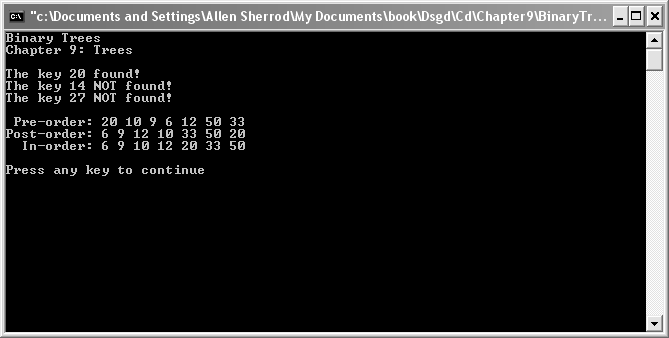 "c:\Documents and Settings\Allen Sherrod\My Documents\book\Dsgd\Cd\Chapter9\BinaryTr...
Binary Trees
Chapter 9: Trees
The key 20 found!
The key 14 NOT found!
The key 27 NOT found!
Pre-order: 20 10 9 6 12 50 33
Post-order: 6 9 12 10 33 50 20
In-order: 6 9 10 12 20 33 50
Press any key to continue